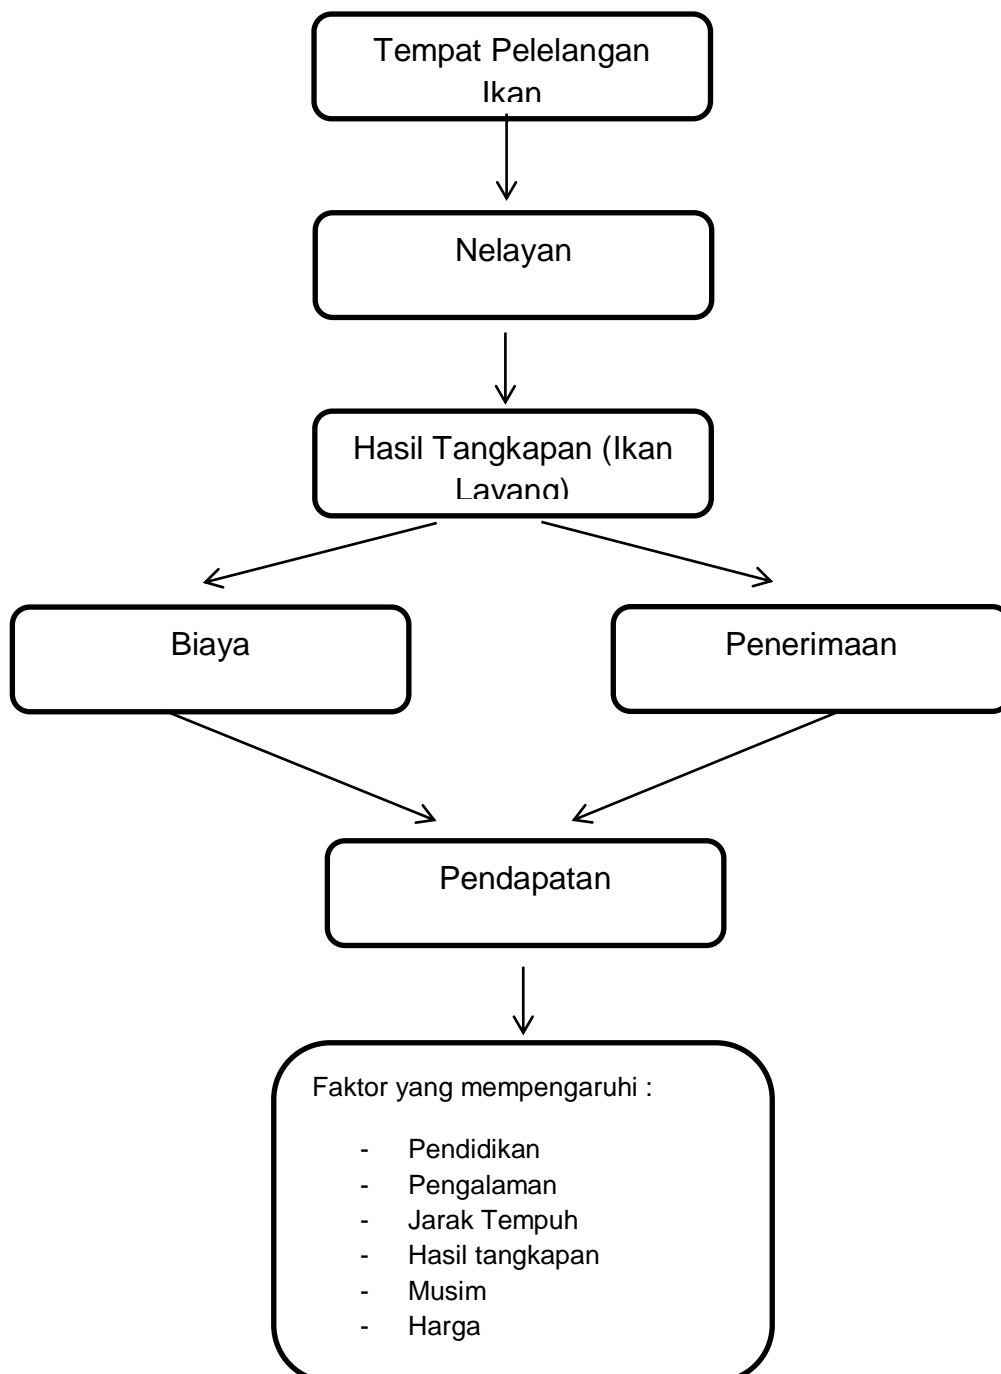 Tempat Pelelangan
Ikan
Nelayan
Hasil Tangkapan (Ikan
Layang)
Biaya
Penerimaan
Pendapatan
Faktor yang mempengaruhi :
- Pendidikan
- Pengalaman
- Jarak Tempuh
- Hasil tangkapan
- Musim
- Harga